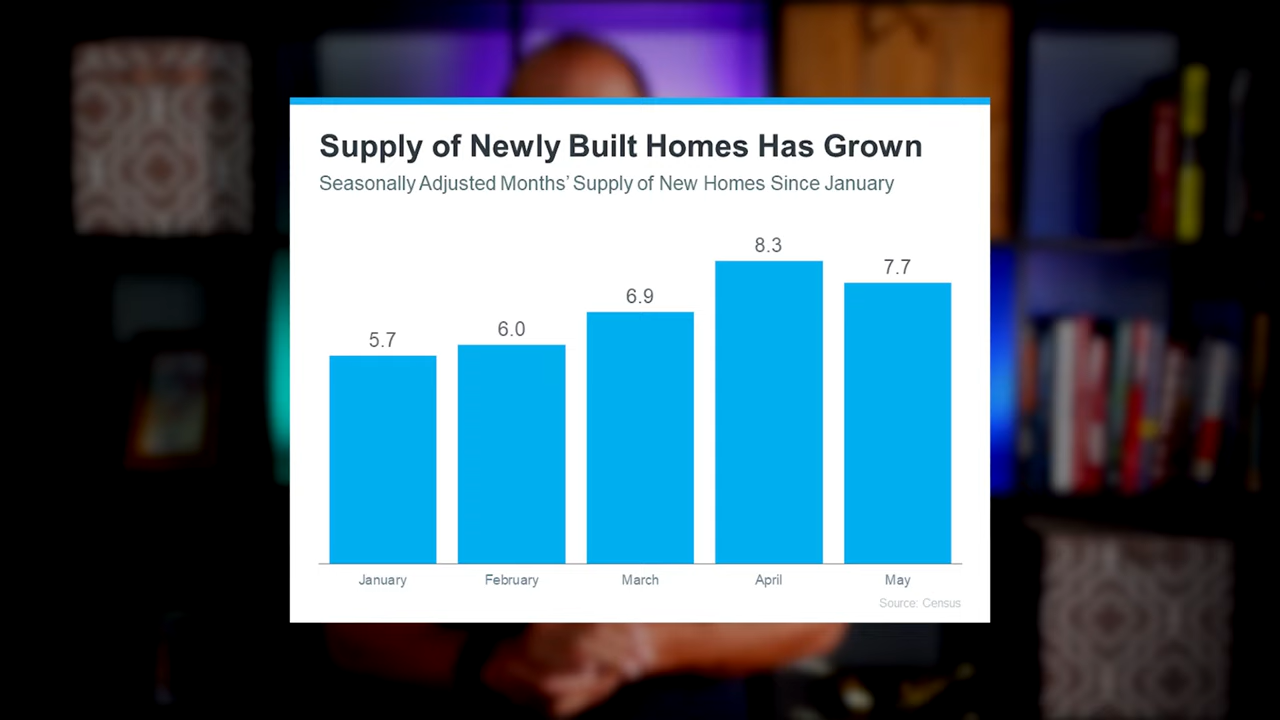 Supply of Newly Built Homes Has Grown
Seasonally Adjusted Months' Supply of New Homes Since January
8.3
7.7
6.9
6.0
5.7
January February March April May
Source: Census